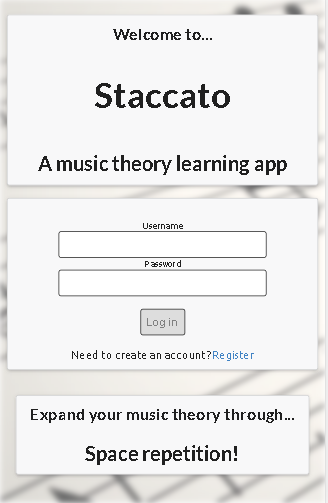 Welcome to...
Staccato
A music theory learning app
Username
Password
Log in
Need to create an account?Register
Expand your music theory through...
Space repetition!